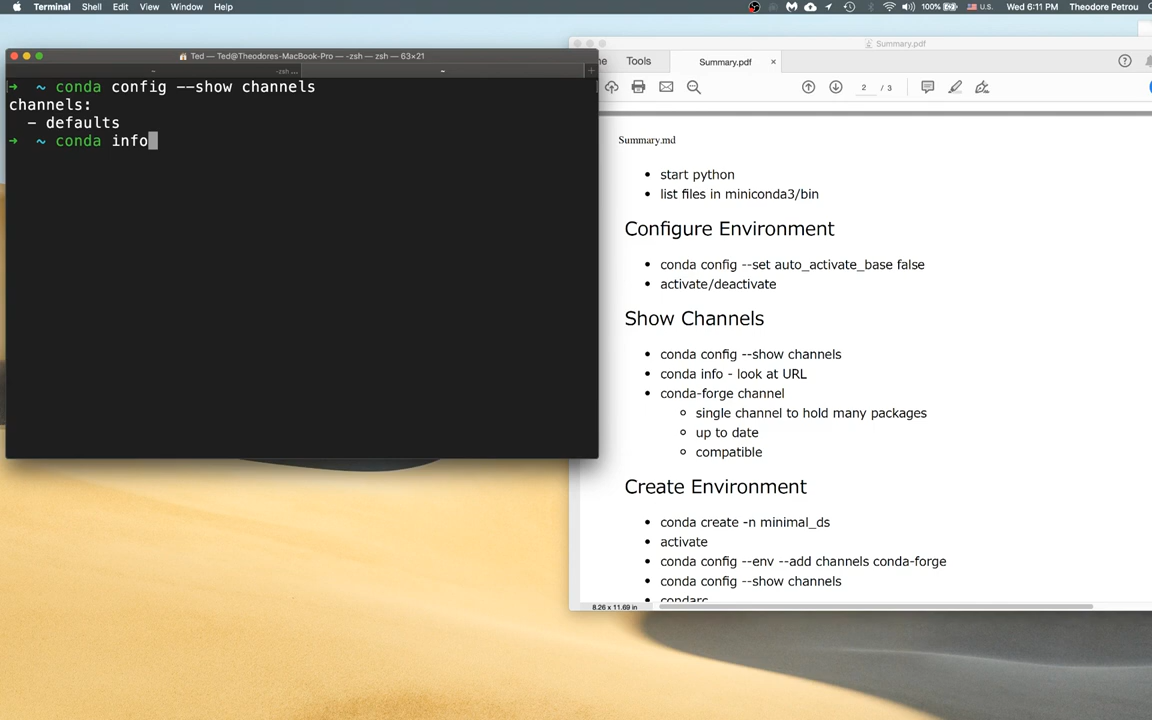 Terminal Shell Edit View Window Help 100% U.S. Wed 6:11 PM Theodore Petrou
Ted — Ted@Theodores-MacBook-Pro — -zsh — zsh — 63×21
-zsh ...
→ ~ conda config --show channels
channels:
  - defaults
→ ~ conda info
Summary.pdf
Tools Summary.pdf ×
2 / 3
Summary.md
• start python
• list files in miniconda3/bin
Configure Environment
• conda config --set auto_activate_base false
• activate/deactivate
Show Channels
• conda config --show channels
• conda info - look at URL
• conda-forge channel
◦ single channel to hold many packages
◦ up to date
◦ compatible
Create Environment
• conda create -n minimal_ds
• activate
• conda config --env --add channels conda-forge
• conda config --show channels
• condarc
8.26 x 11.69 in